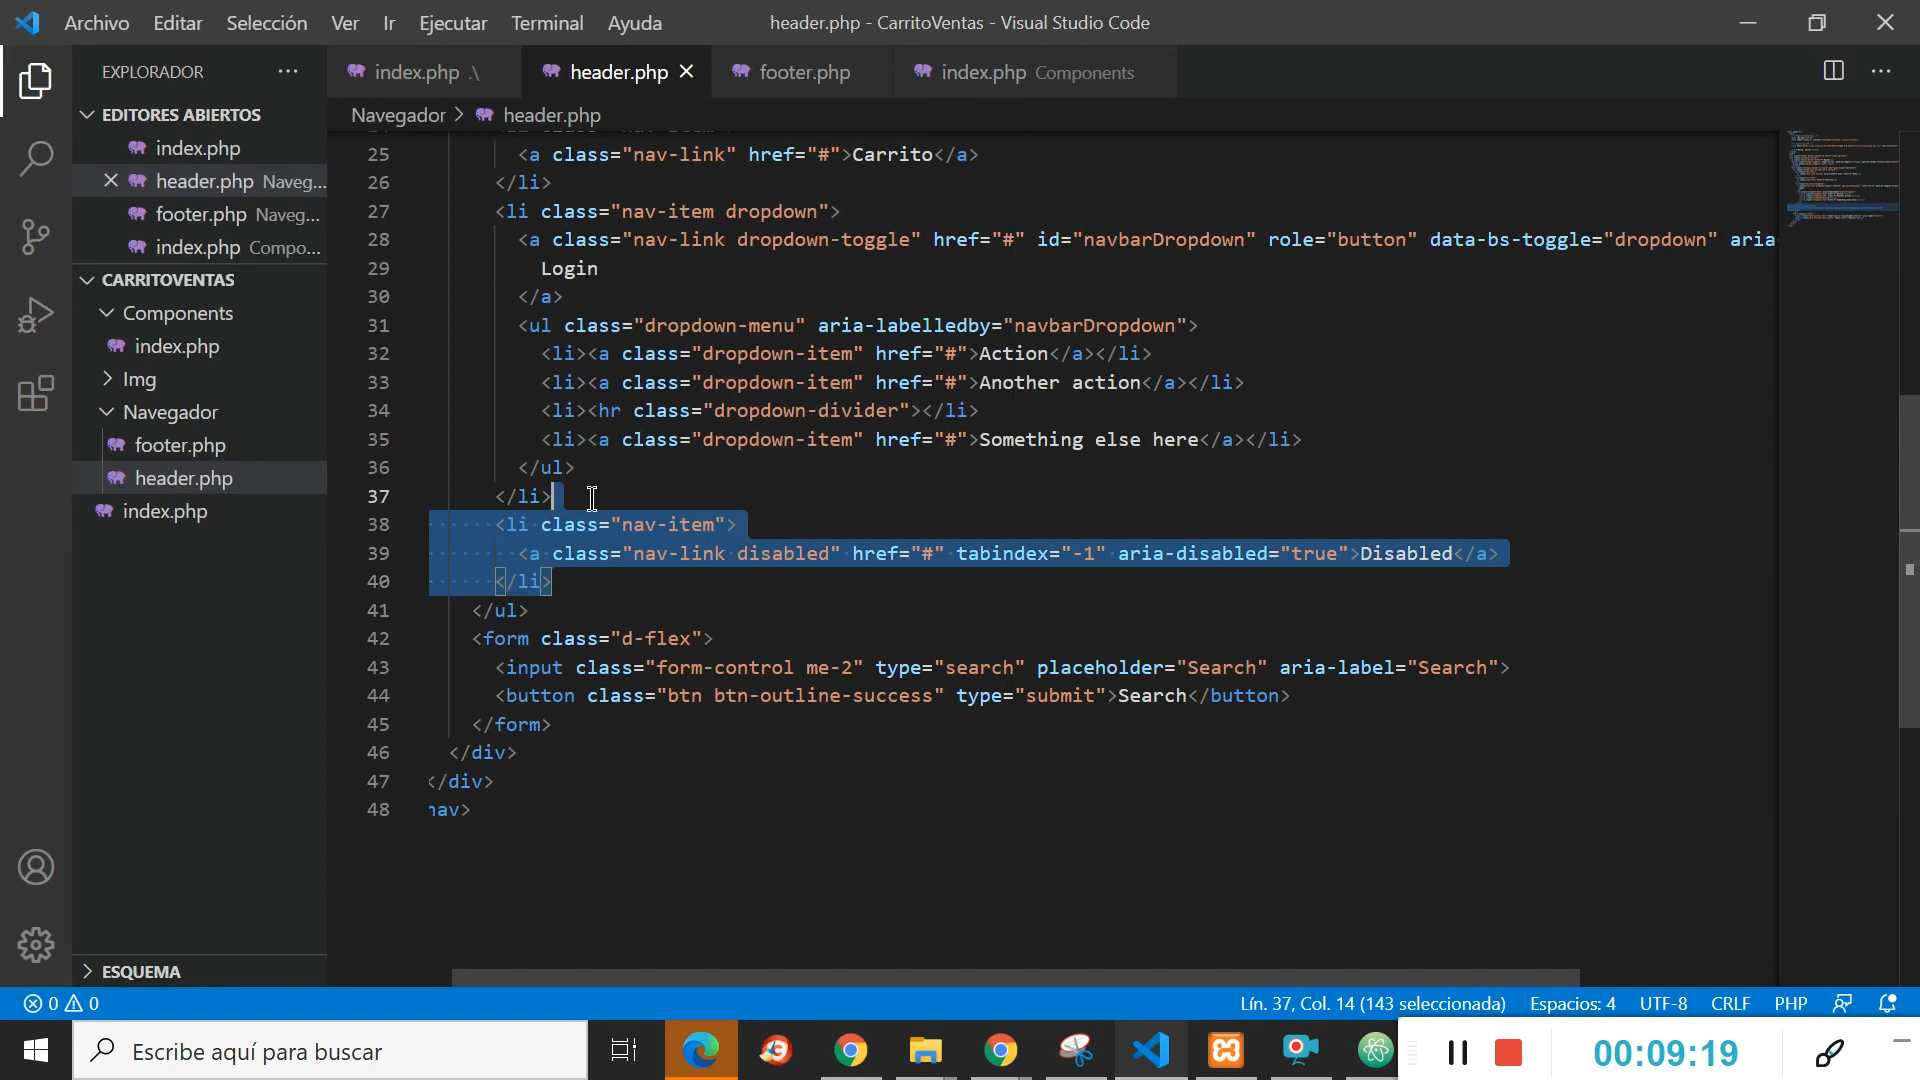 Archivo Editar Selección Ver Ir Ejecutar Terminal Ayuda header.php - CarritoVentas - Visual Studio Code
EXPLORADOR ···
index.php .\ header.php footer.php index.php Components
EDITORES ABIERTOS
index.php
header.php Naveg...
footer.php Naveg...
index.php Compo...
CARRITOVENTAS
Components
index.php
Img
Navegador
footer.php
header.php
index.php
ESQUEMA
Navegador > header.php
25 <a class="nav-link" href="#">Carrito</a>
26 </li>
27 <li class="nav-item dropdown">
28 <a class="nav-link dropdown-toggle" href="#" id="navbarDropdown" role="button" data-bs-toggle="dropdown" aria
29 Login
30 </a>
31 <ul class="dropdown-menu" aria-labelledby="navbarDropdown">
32 <li><a class="dropdown-item" href="#">Action</a></li>
33 <li><a class="dropdown-item" href="#">Another action</a></li>
34 <li><hr class="dropdown-divider"></li>
35 <li><a class="dropdown-item" href="#">Something else here</a></li>
36 </ul>
37 </li>
38 <li class="nav-item">
39 <a class="nav-link disabled" href="#" tabindex="-1" aria-disabled="true">Disabled</a>
40 </li>
41 </ul>
42 <form class="d-flex">
43 <input class="form-control me-2" type="search" placeholder="Search" aria-label="Search">
44 <button class="btn btn-outline-success" type="submit">Search</button>
45 </form>
46 </div>
47 </div>
48 nav>
0 0 Lín. 37, Col. 14 (143 seleccionada) Espacios: 4 UTF-8 CRLF PHP
Escribe aquí para buscar
00:09:19